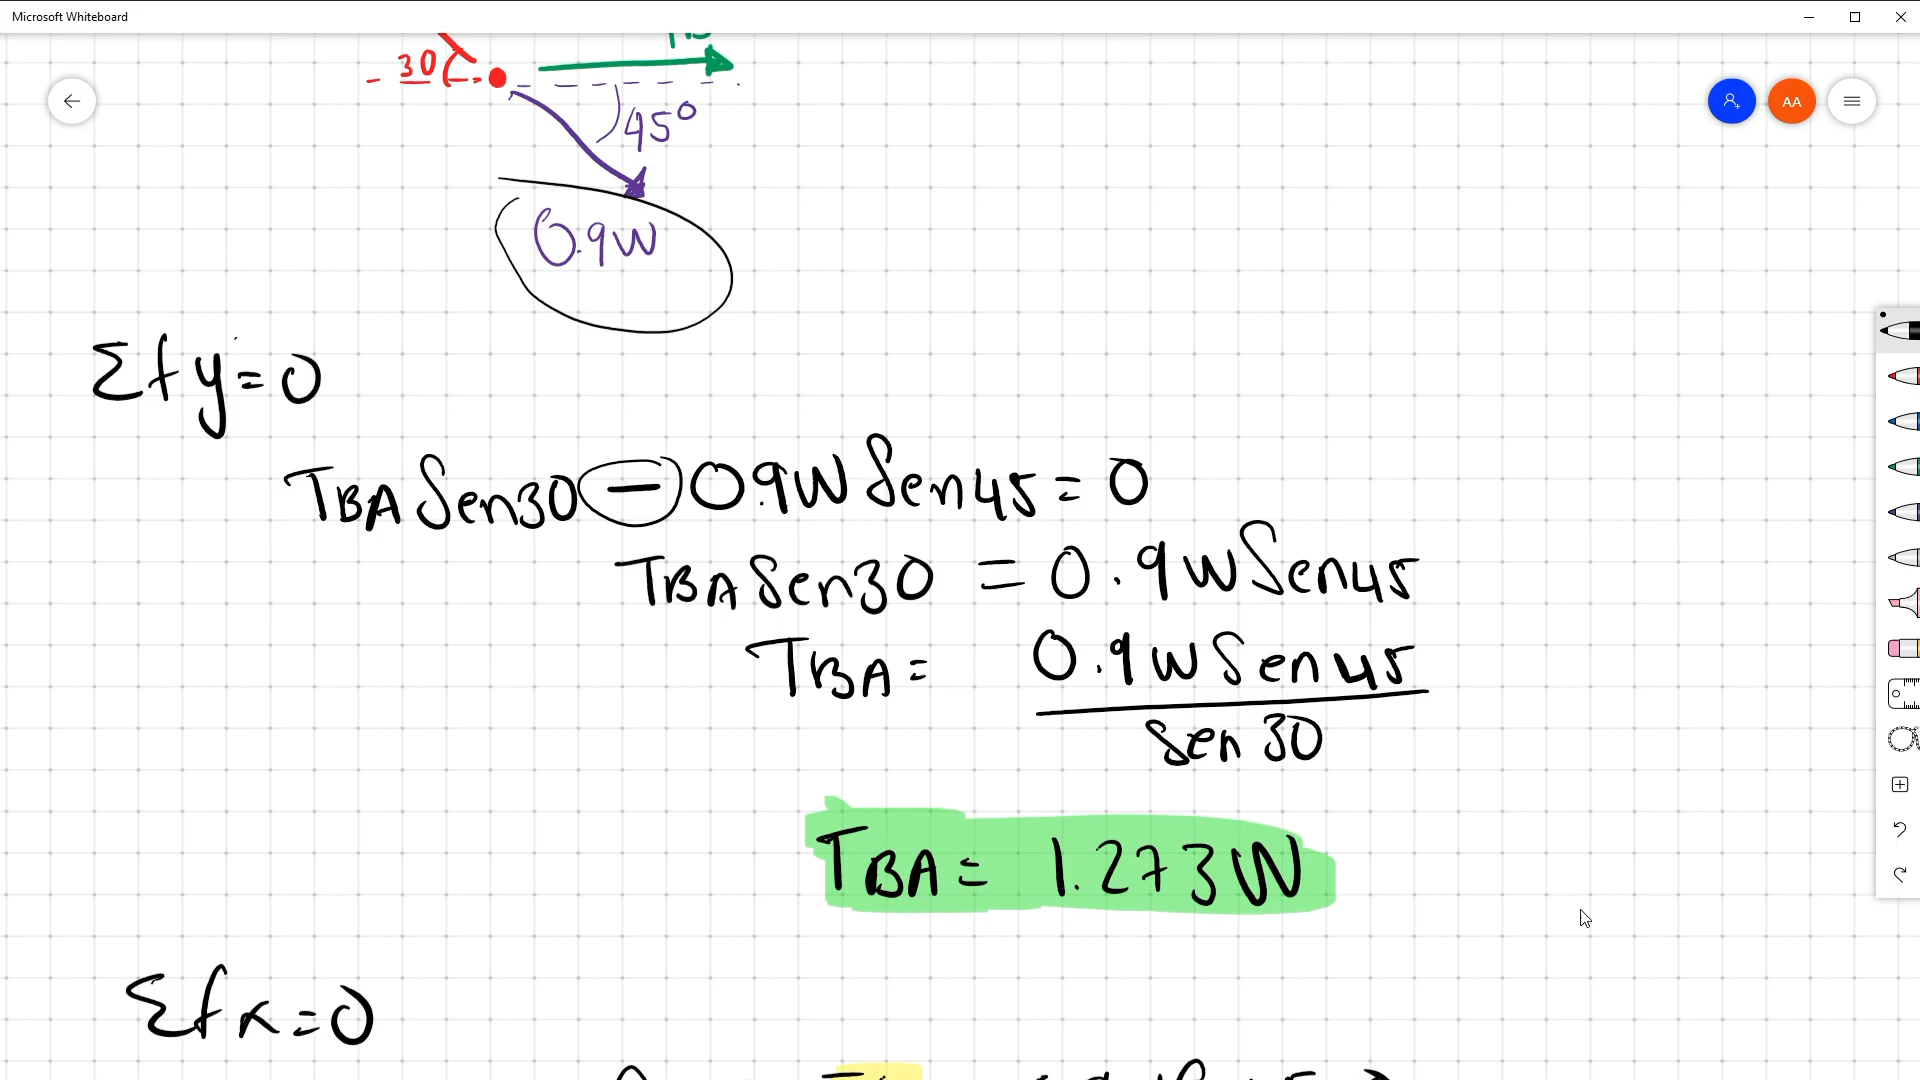 Microsoft Whiteboard
30
45°
AA
0.9W
Σfy=0
TBA Sen30 - 0.9W Sen45 = 0
TBA Sen30 = 0.9W Sen45
TBA = 0.9W Sen45
Sen 30
TBA = 1.273W
Σfx=0